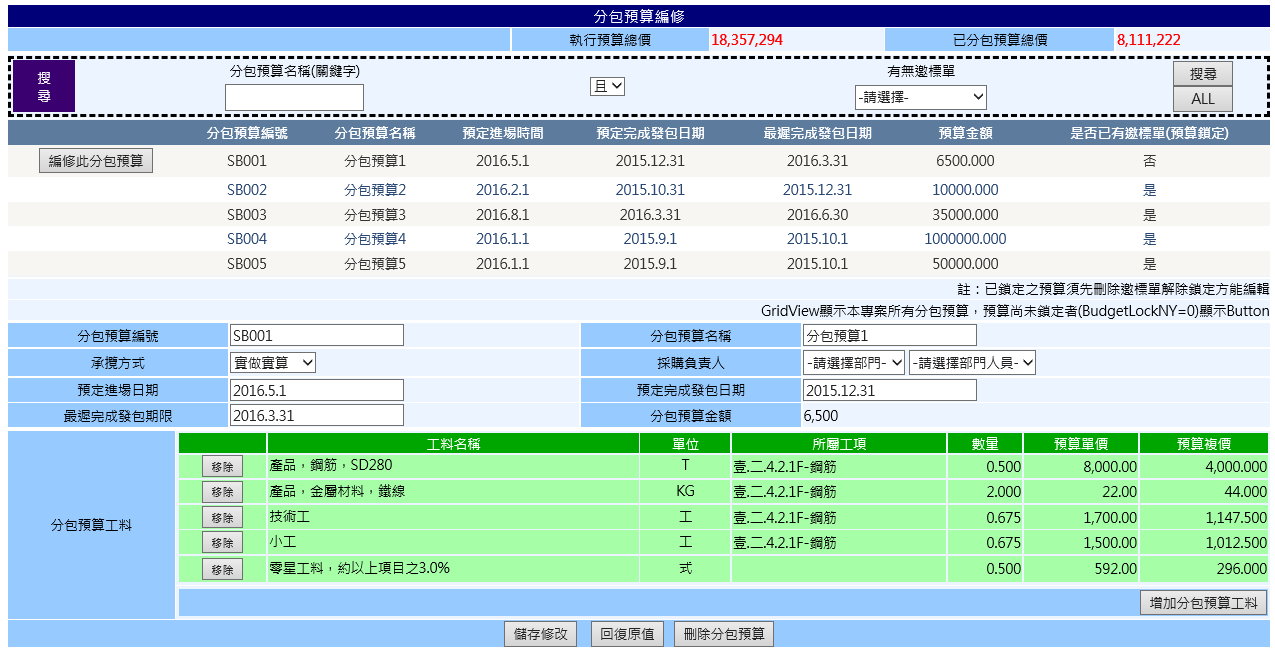 分包預算編修
執行預算總價 18,357,294 已分包預算總價 8,111,222
搜尋 分包預算名稱(關鍵字) 且 有無邀標單 -請選擇- 搜尋 ALL
分包預算編號 分包預算名稱 預定進場時間 預定完成發包日期 最遲完成發包日期 預算金額 是否已有邀標單(預算鎖定)
編修此分包預算 SB001 分包預算1 2016.5.1 2015.12.31 2016.3.31 6500.000 否
SB002 分包預算2 2016.2.1 2015.10.31 2015.12.31 10000.000 是
SB003 分包預算3 2016.8.1 2016.3.31 2016.6.30 35000.000 是
SB004 分包預算4 2016.1.1 2015.9.1 2015.10.1 1000000.000 是
SB005 分包預算5 2016.1.1 2015.9.1 2015.10.1 50000.000 是
註：已鎖定之預算須先刪除邀標單解除鎖定方能編輯
GridView顯示本專案所有分包預算，預算尚未鎖定者(BudgetLockNY=0)顯示Button
分包預算編號 SB001 分包預算名稱 分包預算1
承攬方式 實做實算 採購負責人 -請選擇部門- -請選擇部門人員-
預定進場日期 2016.5.1 預定完成發包日期 2015.12.31
最遲完成發包期限 2016.3.31 分包預算金額 6,500
工料名稱 單位 所屬工項 數量 預算單價 預算複價
移除 產品，鋼筋，SD280 T 壹.二.4.2.1F-鋼筋 0.500 8,000.00 4,000.000
移除 產品，金屬材料，鐵線 KG 壹.二.4.2.1F-鋼筋 2.000 22.00 44.000
分包預算工料
移除 技術工 工 壹.二.4.2.1F-鋼筋 0.675 1,700.00 1,147.500
移除 小工 工 壹.二.4.2.1F-鋼筋 0.675 1,500.00 1,012.500
移除 零星工料，約以上項目之3.0% 式 0.500 592.00 296.000
增加分包預算工料
儲存修改 回復原值 刪除分包預算